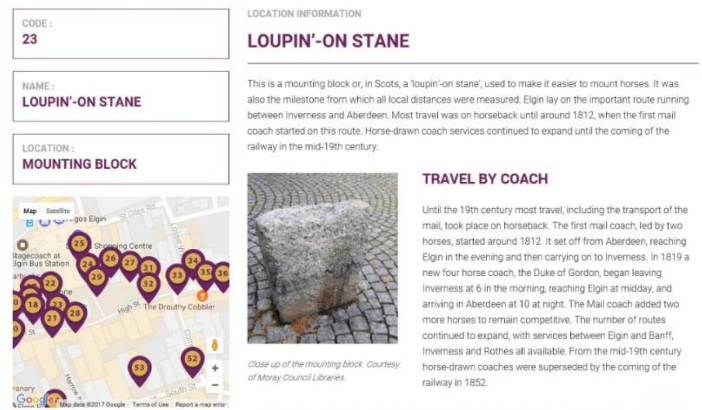 CODE :
23
NAME :
LOUPIN'-ON STANE
LOCATION :
MOUNTING BLOCK
LOCATION INFORMATION
LOUPIN'-ON STANE
This is a mounting block or, in Scots, a 'loupin'-on stane', used to make it easier to mount horses. It was
also the milestone from which all local distances were measured. Elgin lay on the important route running
between Inverness and Aberdeen. Most travel was on horseback until around 1812, when the first mail
coach started on this route. Horse-drawn coach services continued to expand until the coming of the
railway in the mid-19th century.
Close up of the mounting block. Courtesy
of Moray Council Libraries.
TRAVEL BY COACH
Until the 19th century most travel, including the transport of the
mail, took place on horseback. The first mail coach, led by two
horses, started around 1812. It set off from Aberdeen, reaching
Elgin in the evening and then carrying on to Inverness. In 1819 a
new four horse coach, the Duke of Gordon, began leaving
Inverness at 6 in the morning, reaching Elgin at midday, and
arriving in Aberdeen at 10 at night. The Mail coach added two
more horses to remain competitive. The number of routes
continued to expand, with services between Elgin and Banff,
Inverness and Rothes all available. From the mid-19th century
horse-drawn coaches were superseded by the coming of the
railway in 1852.
Map Satellite
St Giles Rd
gos Elgin
Shopping Centre
Stagecoach at
Elgin Bus Station
25
26
24
27
29
31
32
33
34
35
36
22
18
23
21
28
20
High St
The Drouthy Cobbler
53
52
South St
+
−
Google
Map data ©2017 Google Terms of Use Report a map error